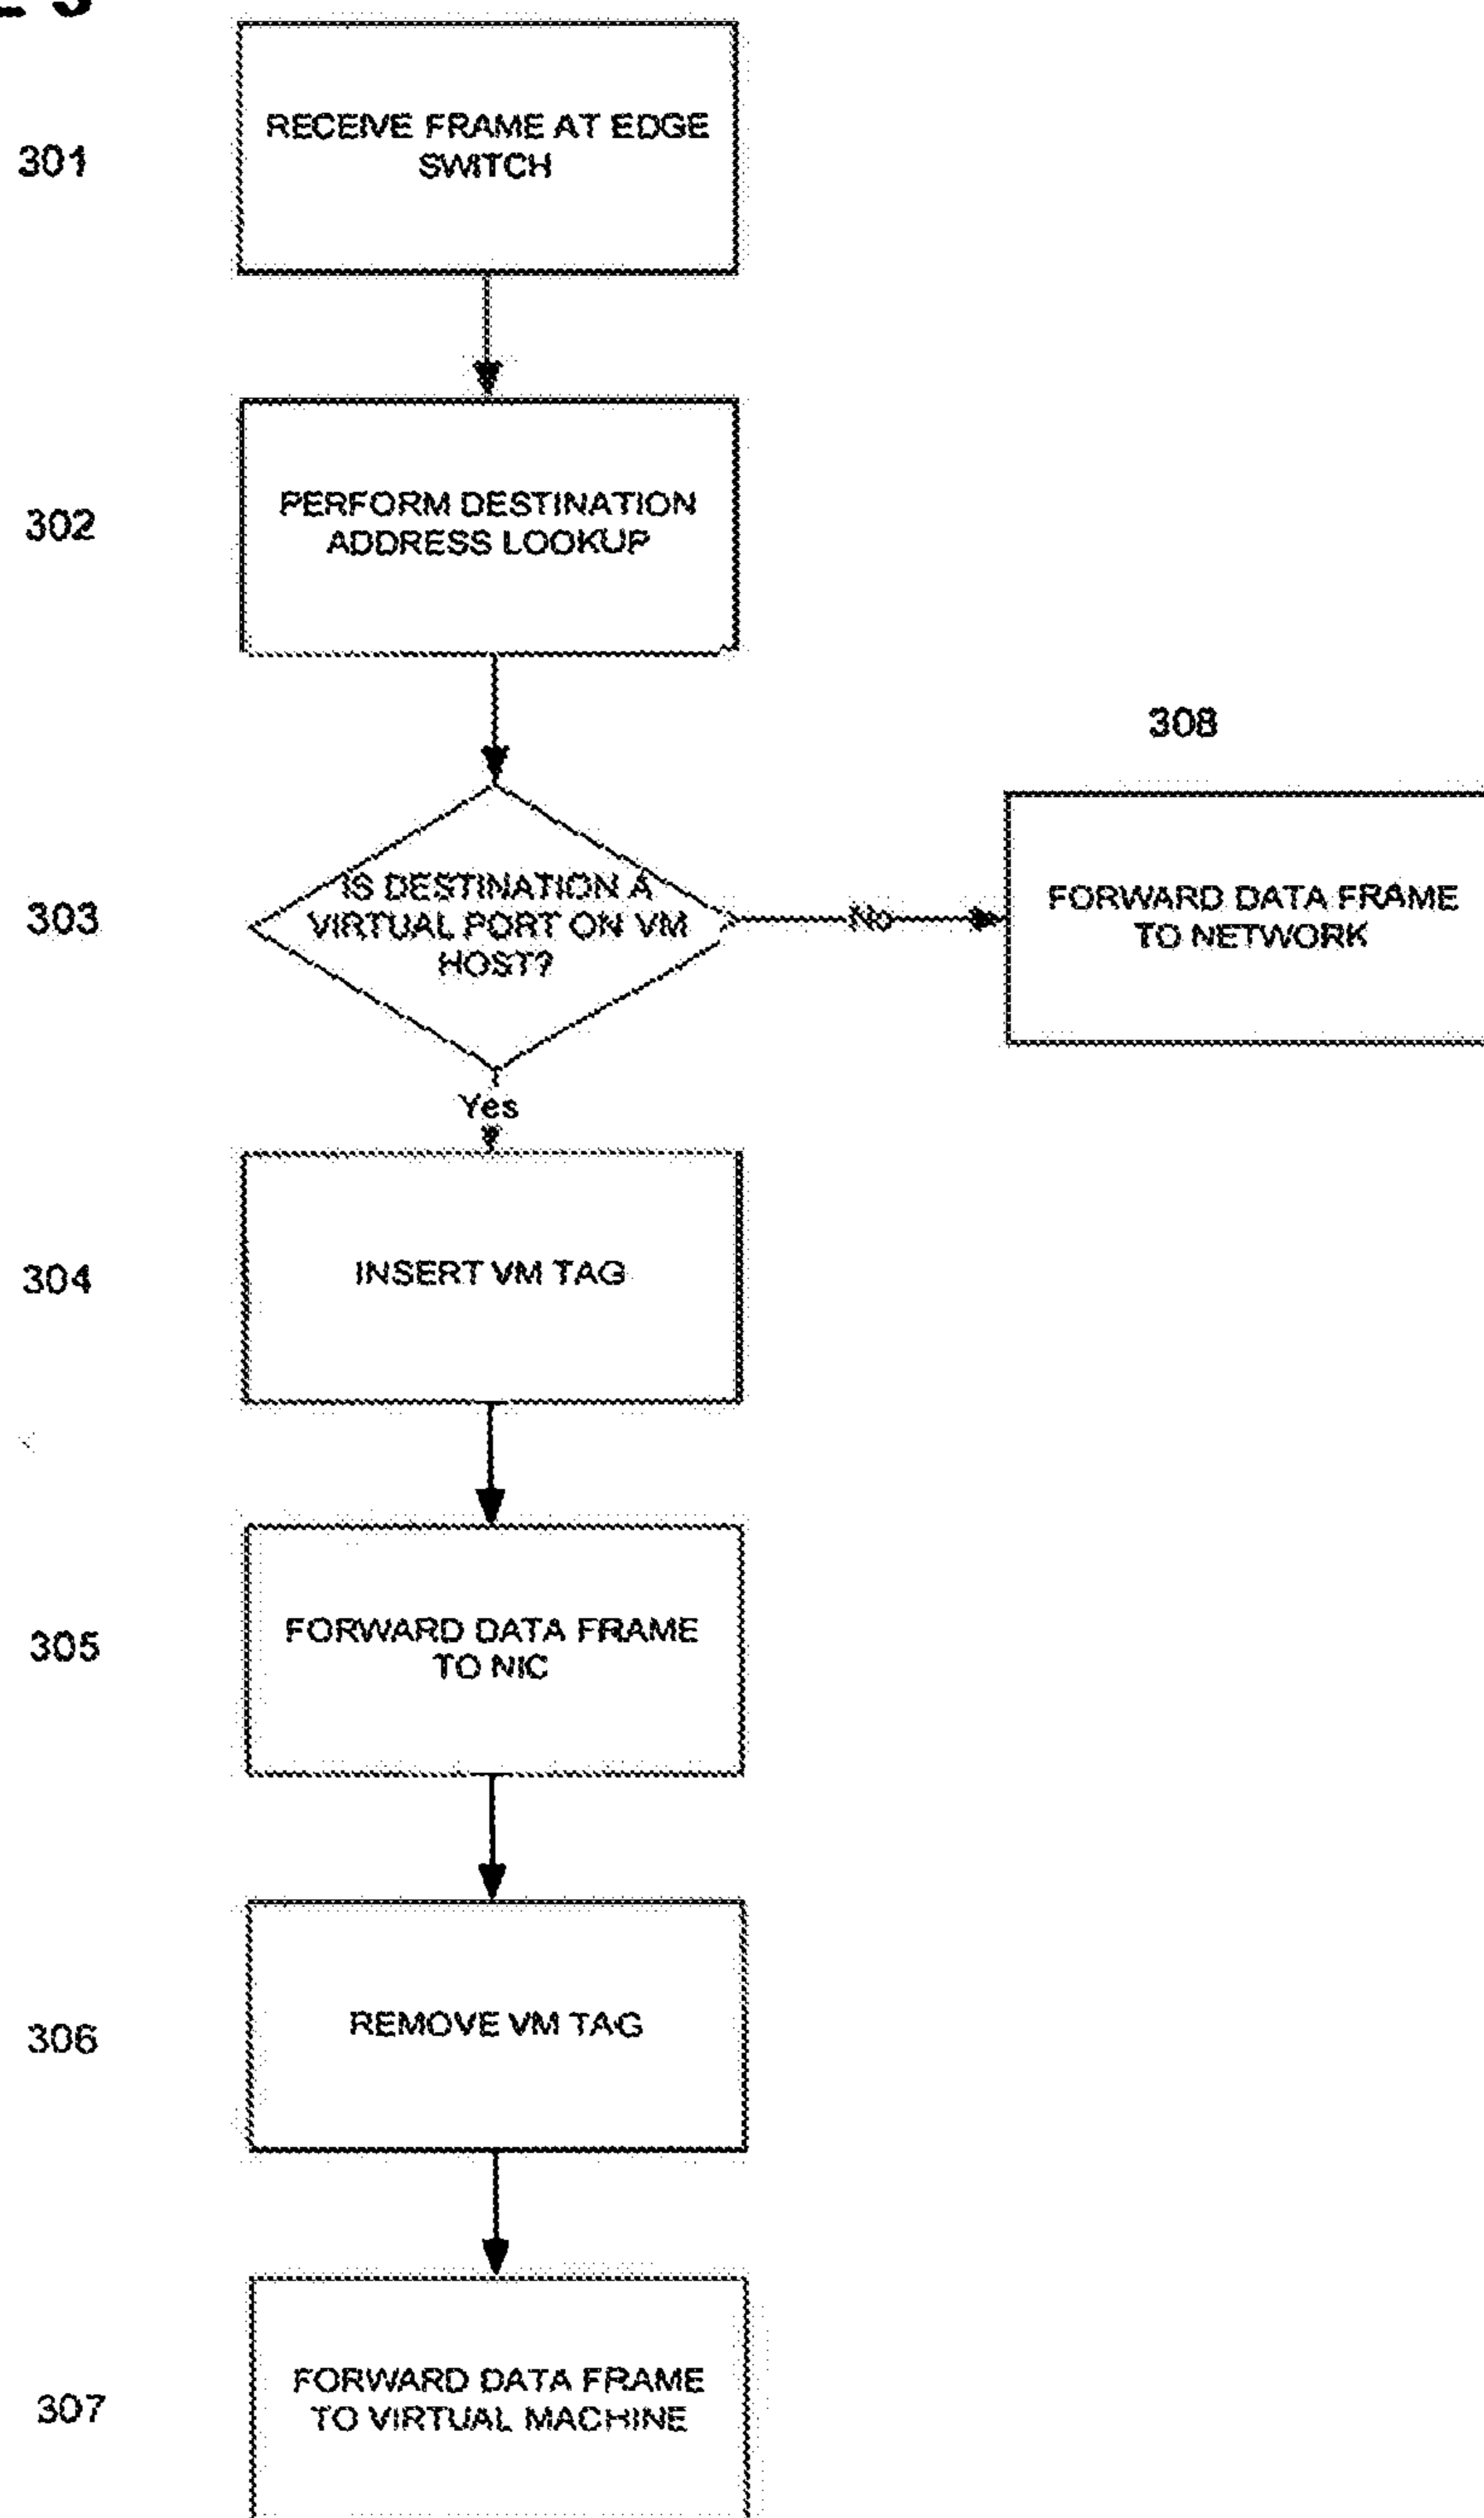 301
RECEIVE FRAME AT EDGE
SWITCH
302
PERFORM DESTINATION
ADDRESS LOOKUP
303
IS DESTINATION A
VIRTUAL PORT ON VM
HOST?
No
308
FORWARD DATA FRAME
TO NETWORK
Yes
304
INSERT VM TAG
305
FORWARD DATA FRAME
TO NIC
306
REMOVE VM TAG
307
FORWARD DATA FRAME
TO VIRTUAL MACHINE